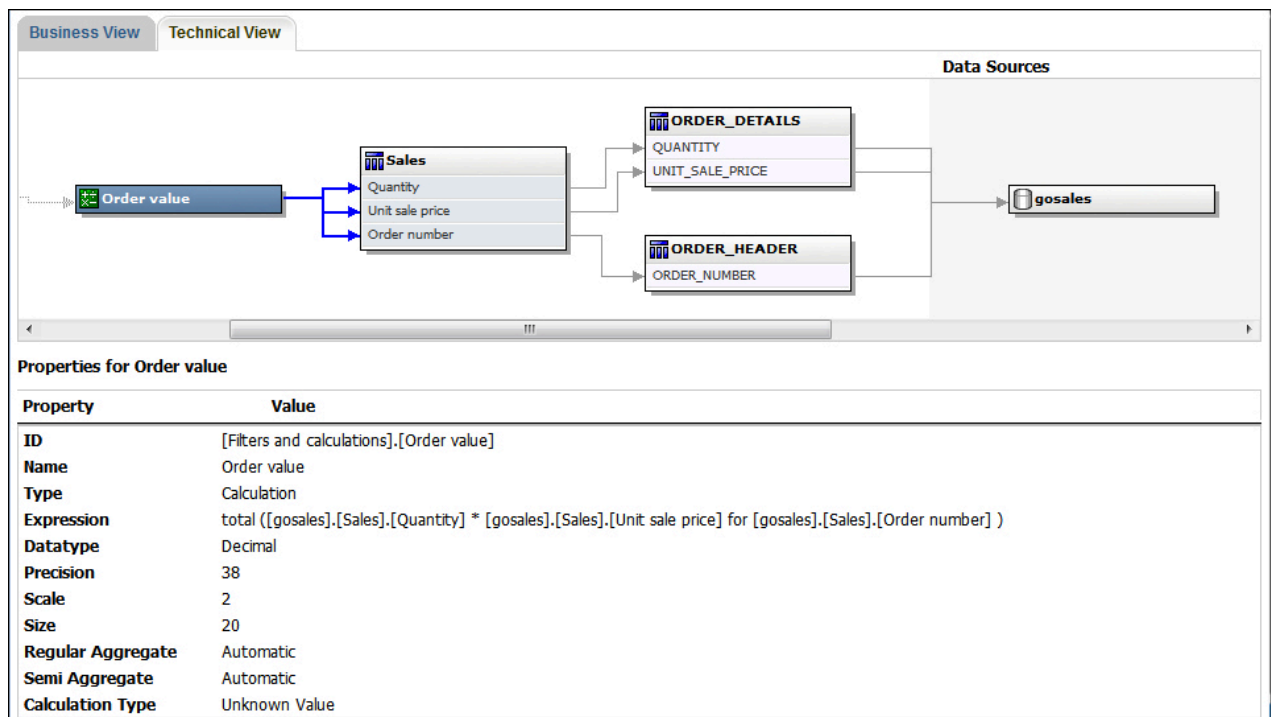 Business View
Technical View
Data Sources
ORDER_DETAILS
QUANTITY
UNIT_SALE_PRICE
Sales
Quantity
Unit sale price
Order number
Order value
gosales
ORDER_HEADER
ORDER_NUMBER
Properties for Order value
Property Value
ID [Filters and calculations].[Order value]
Name Order value
Type Calculation
Expression total ([gosales].[Sales].[Quantity] * [gosales].[Sales].[Unit sale price] for [gosales].[Sales].[Order number] )
Datatype Decimal
Precision 38
Scale 2
Size 20
Regular Aggregate Automatic
Semi Aggregate Automatic
Calculation Type Unknown Value